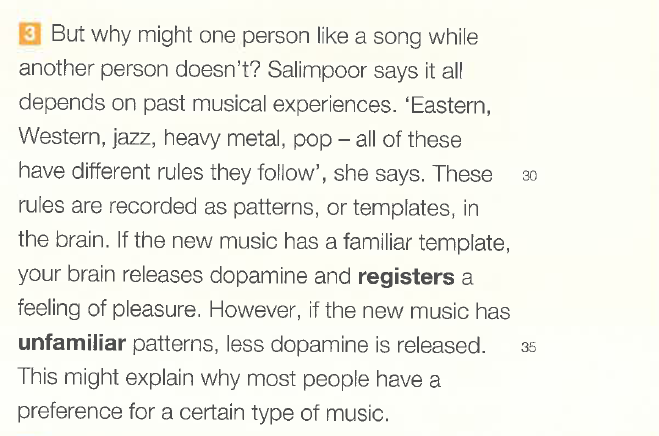 3 But why might one person like a song while
another person doesn't? Salimpoor says it all
depends on past musical experiences. 'Eastern,
Western, jazz, heavy metal, pop – all of these
have different rules they follow', she says. These 30
rules are recorded as patterns, or templates, in
the brain. If the new music has a familiar template,
your brain releases dopamine and registers a
feeling of pleasure. However, if the new music has
unfamiliar patterns, less dopamine is released. 35
This might explain why most people have a
preference for a certain type of music.